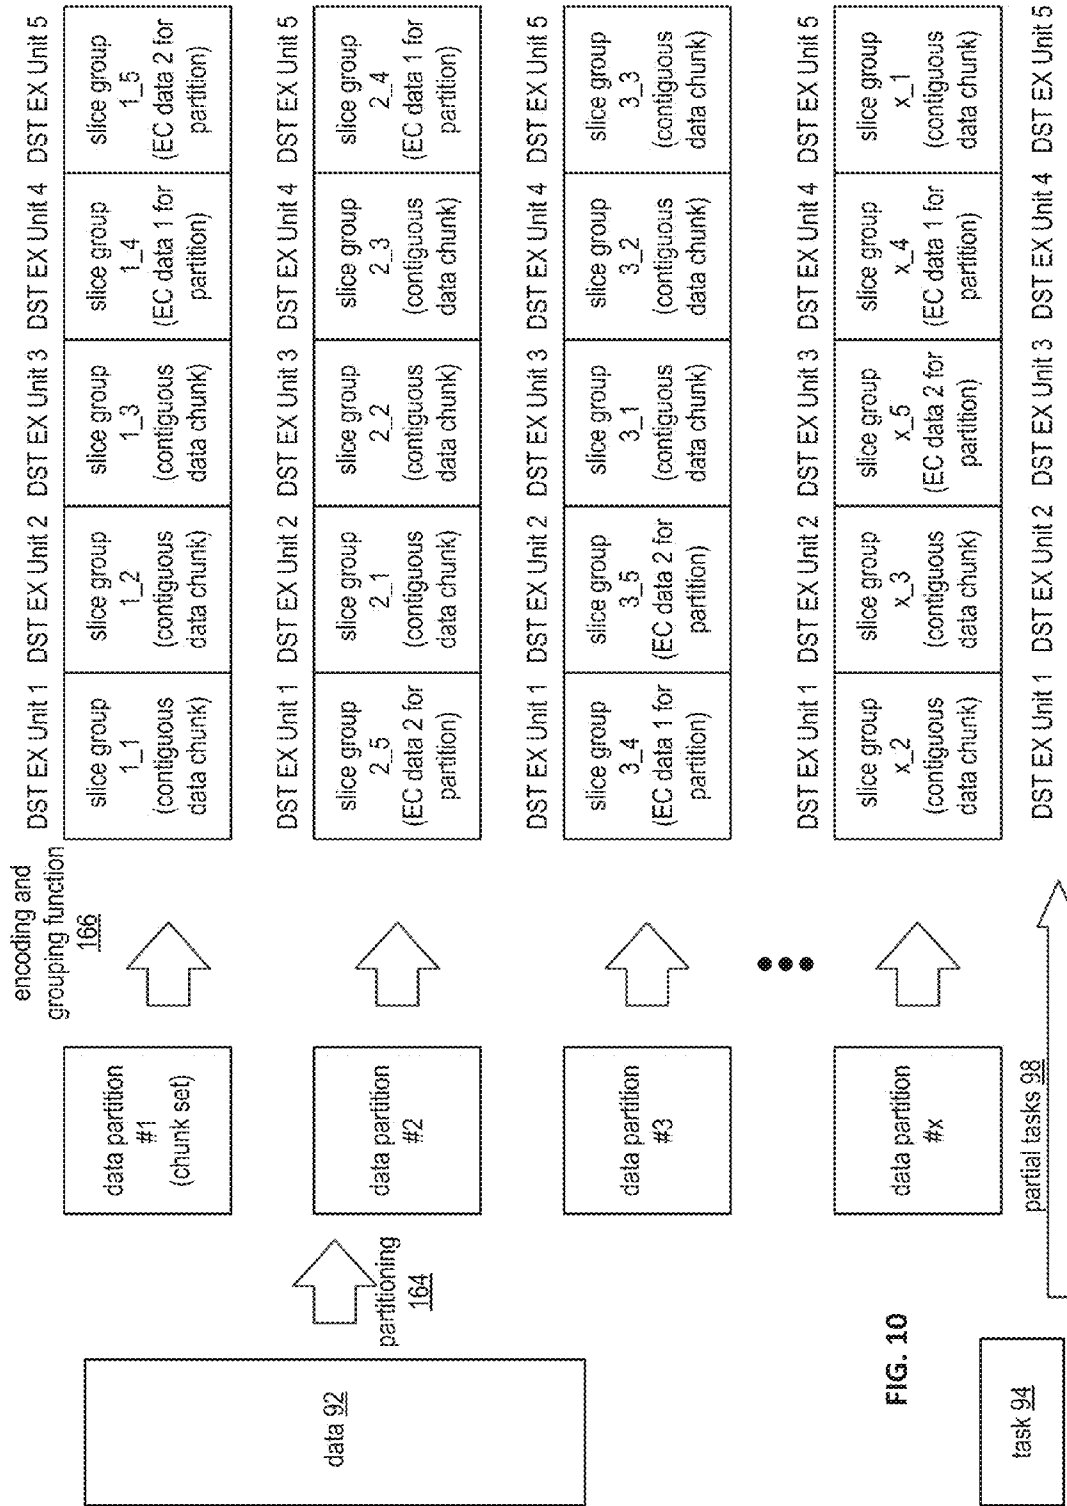 data 92
partitioning
164
data partition
#1
(chunk set)
data partition
#2
data partition
#3
data partition
#x
encoding and
grouping function
166
DST EX Unit 1
DST EX Unit 2
DST EX Unit 3
DST EX Unit 4
DST EX Unit 5
slice group
1_1
(contiguous
data chunk)
slice group
1_2
(contiguous
data chunk)
slice group
1_3
(contiguous
data chunk)
slice group
1_4
(EC data 1 for
partition)
slice group
1_5
(EC data 2 for
partition)
DST EX Unit 1
DST EX Unit 2
DST EX Unit 3
DST EX Unit 4
DST EX Unit 5
slice group
2_5
(EC data 2 for
partition)
slice group
2_1
(contiguous
data chunk)
slice group
2_2
(contiguous
data chunk)
slice group
2_3
(contiguous
data chunk)
slice group
2_4
(EC data 1 for
partition)
DST EX Unit 1
DST EX Unit 2
DST EX Unit 3
DST EX Unit 4
DST EX Unit 5
slice group
3_4
(EC data 1 for
partition)
slice group
3_5
(EC data 2 for
partition)
slice group
3_1
(contiguous
data chunk)
slice group
3_2
(contiguous
data chunk)
slice group
3_3
(contiguous
data chunk)
DST EX Unit 1
DST EX Unit 2
DST EX Unit 3
DST EX Unit 4
DST EX Unit 5
slice group
x_2
(contiguous
data chunk)
slice group
x_3
(contiguous
data chunk)
slice group
x_5
(EC data 2 for
partition)
slice group
x_4
(EC data 1 for
partition)
slice group
x_1
(contiguous
data chunk)
FIG. 10
task 94
partial tasks 98
DST EX Unit 1
DST EX Unit 2
DST EX Unit 3
DST EX Unit 4
DST EX Unit 5